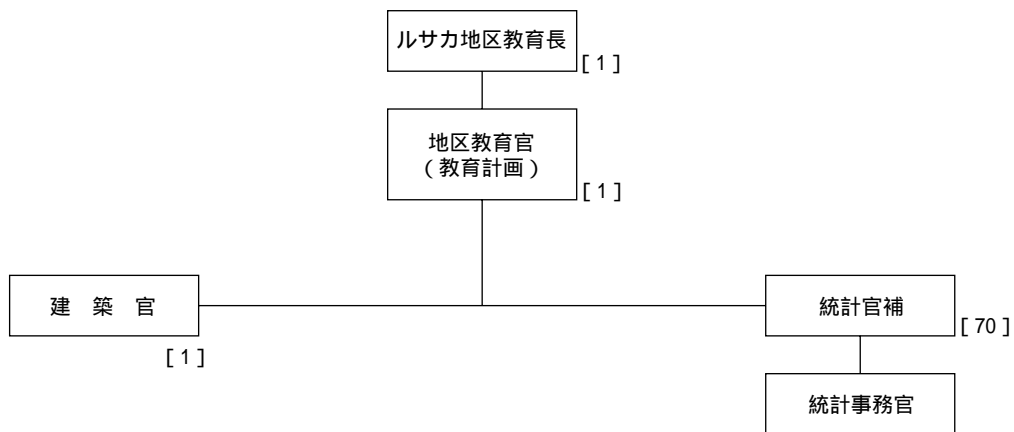 ルサカ地区教育長
[ 1 ]
地区教育官
( 教育計画 )
[ 1 ]
建 築 官
[ 1 ]
統計官補
[ 70 ]
統計事務官